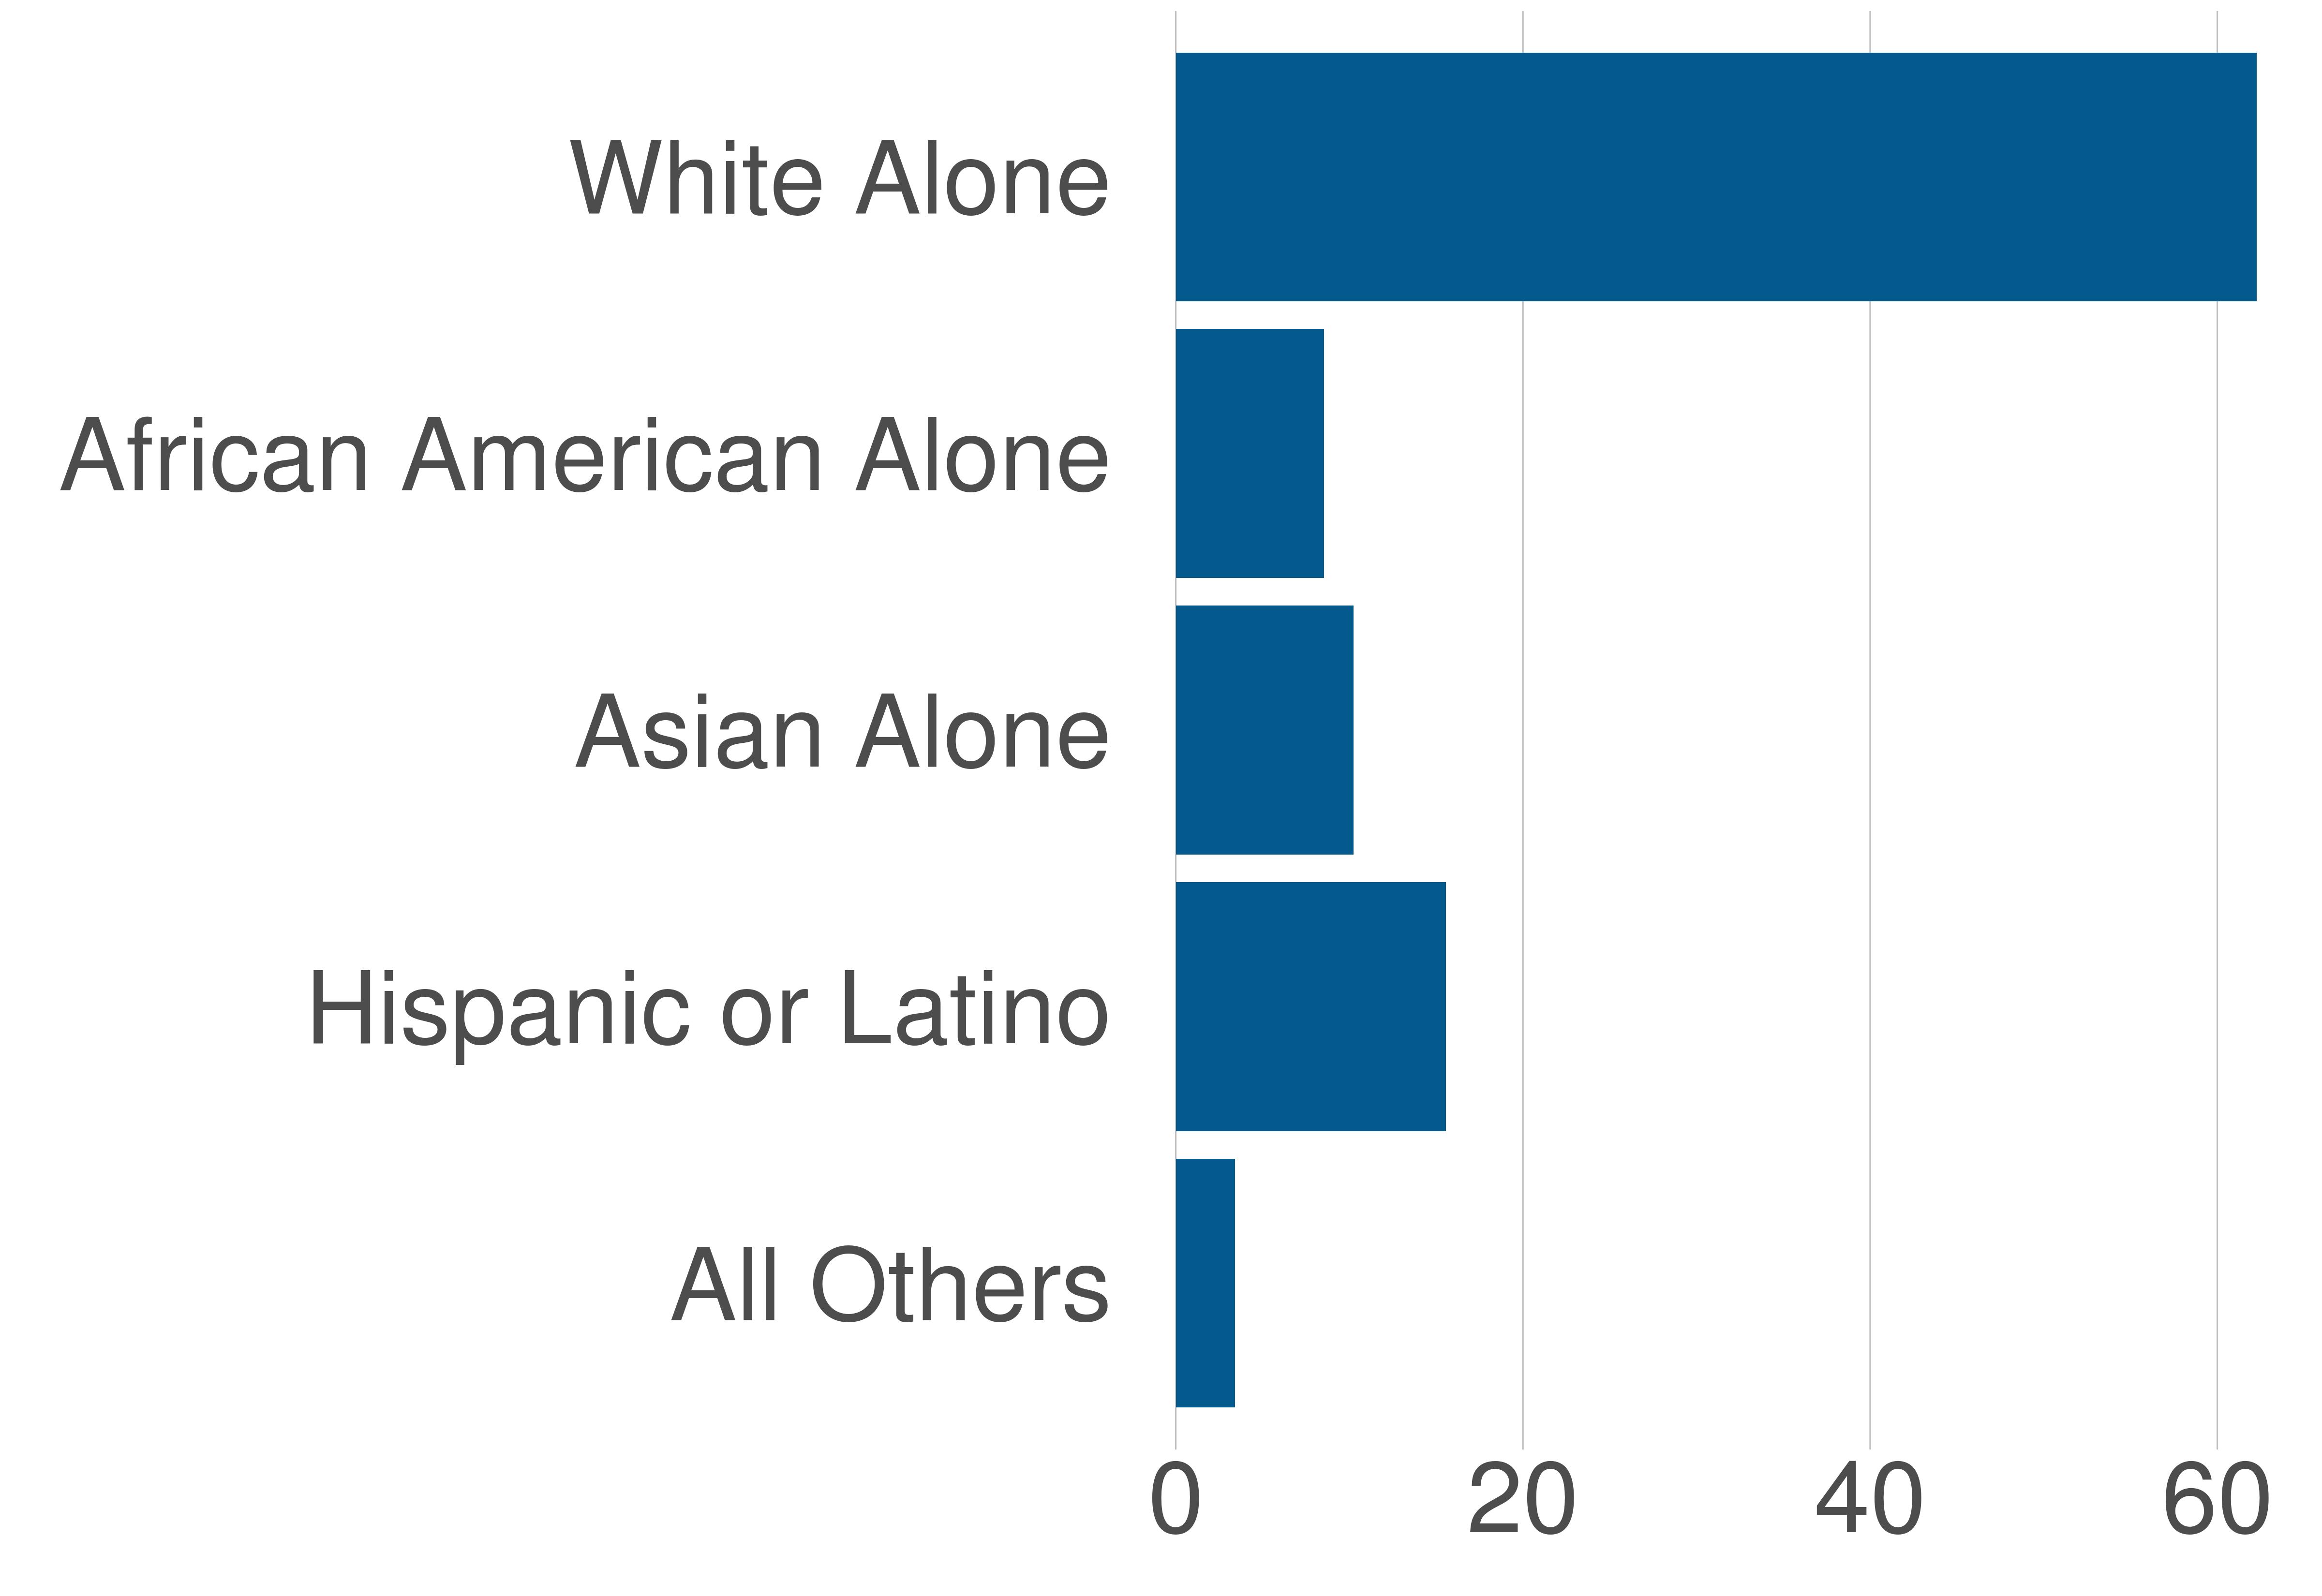 White Alone
African American Alone
Asian Alone
Hispanic or Latino
All Others
0 20 40 60